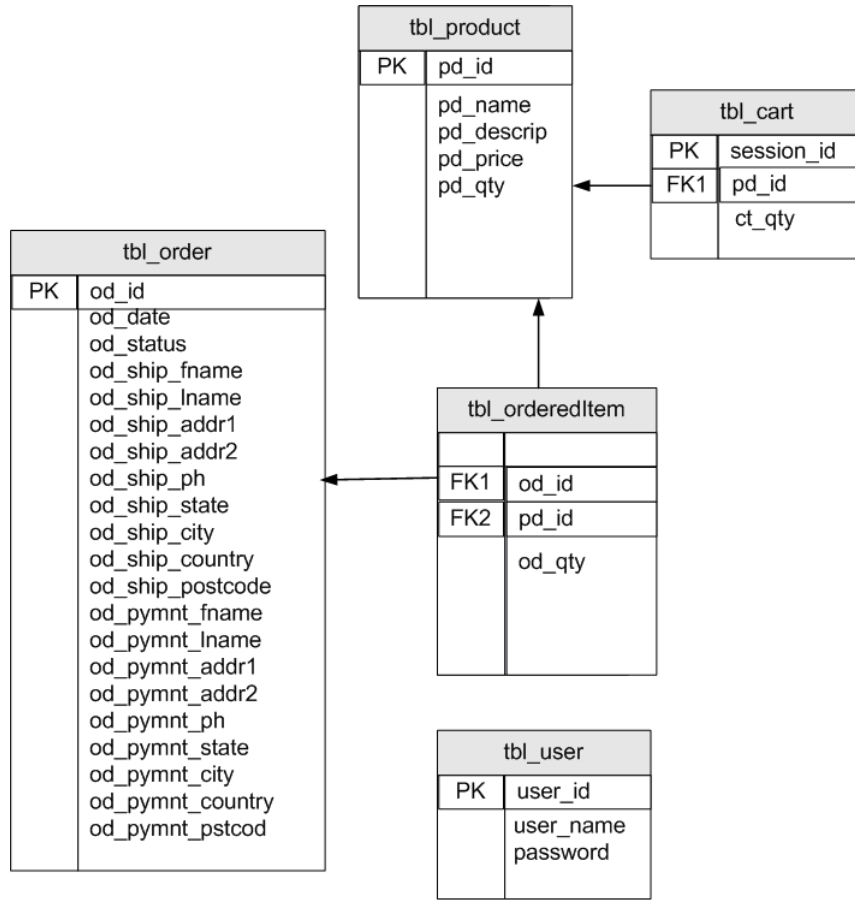 tbl_product
PK pd_id
pd_name
pd_descrip
pd_price
pd_qty
tbl_cart
PK session_id
FK1 pd_id
ct_qty
tbl_order
PK od_id
od_date
od_status
od_ship_fname
od_ship_lname
od_ship_addr1
od_ship_addr2
od_ship_ph
od_ship_state
od_ship_city
od_ship_country
od_ship_postcode
od_pymnt_fname
od_pymnt_lname
od_pymnt_addr1
od_pymnt_addr2
od_pymnt_ph
od_pymnt_state
od_pymnt_city
od_pymnt_country
od_pymnt_pstcod
tbl_orderedItem
FK1 od_id
FK2 pd_id
od_qty
tbl_user
PK user_id
user_name
password